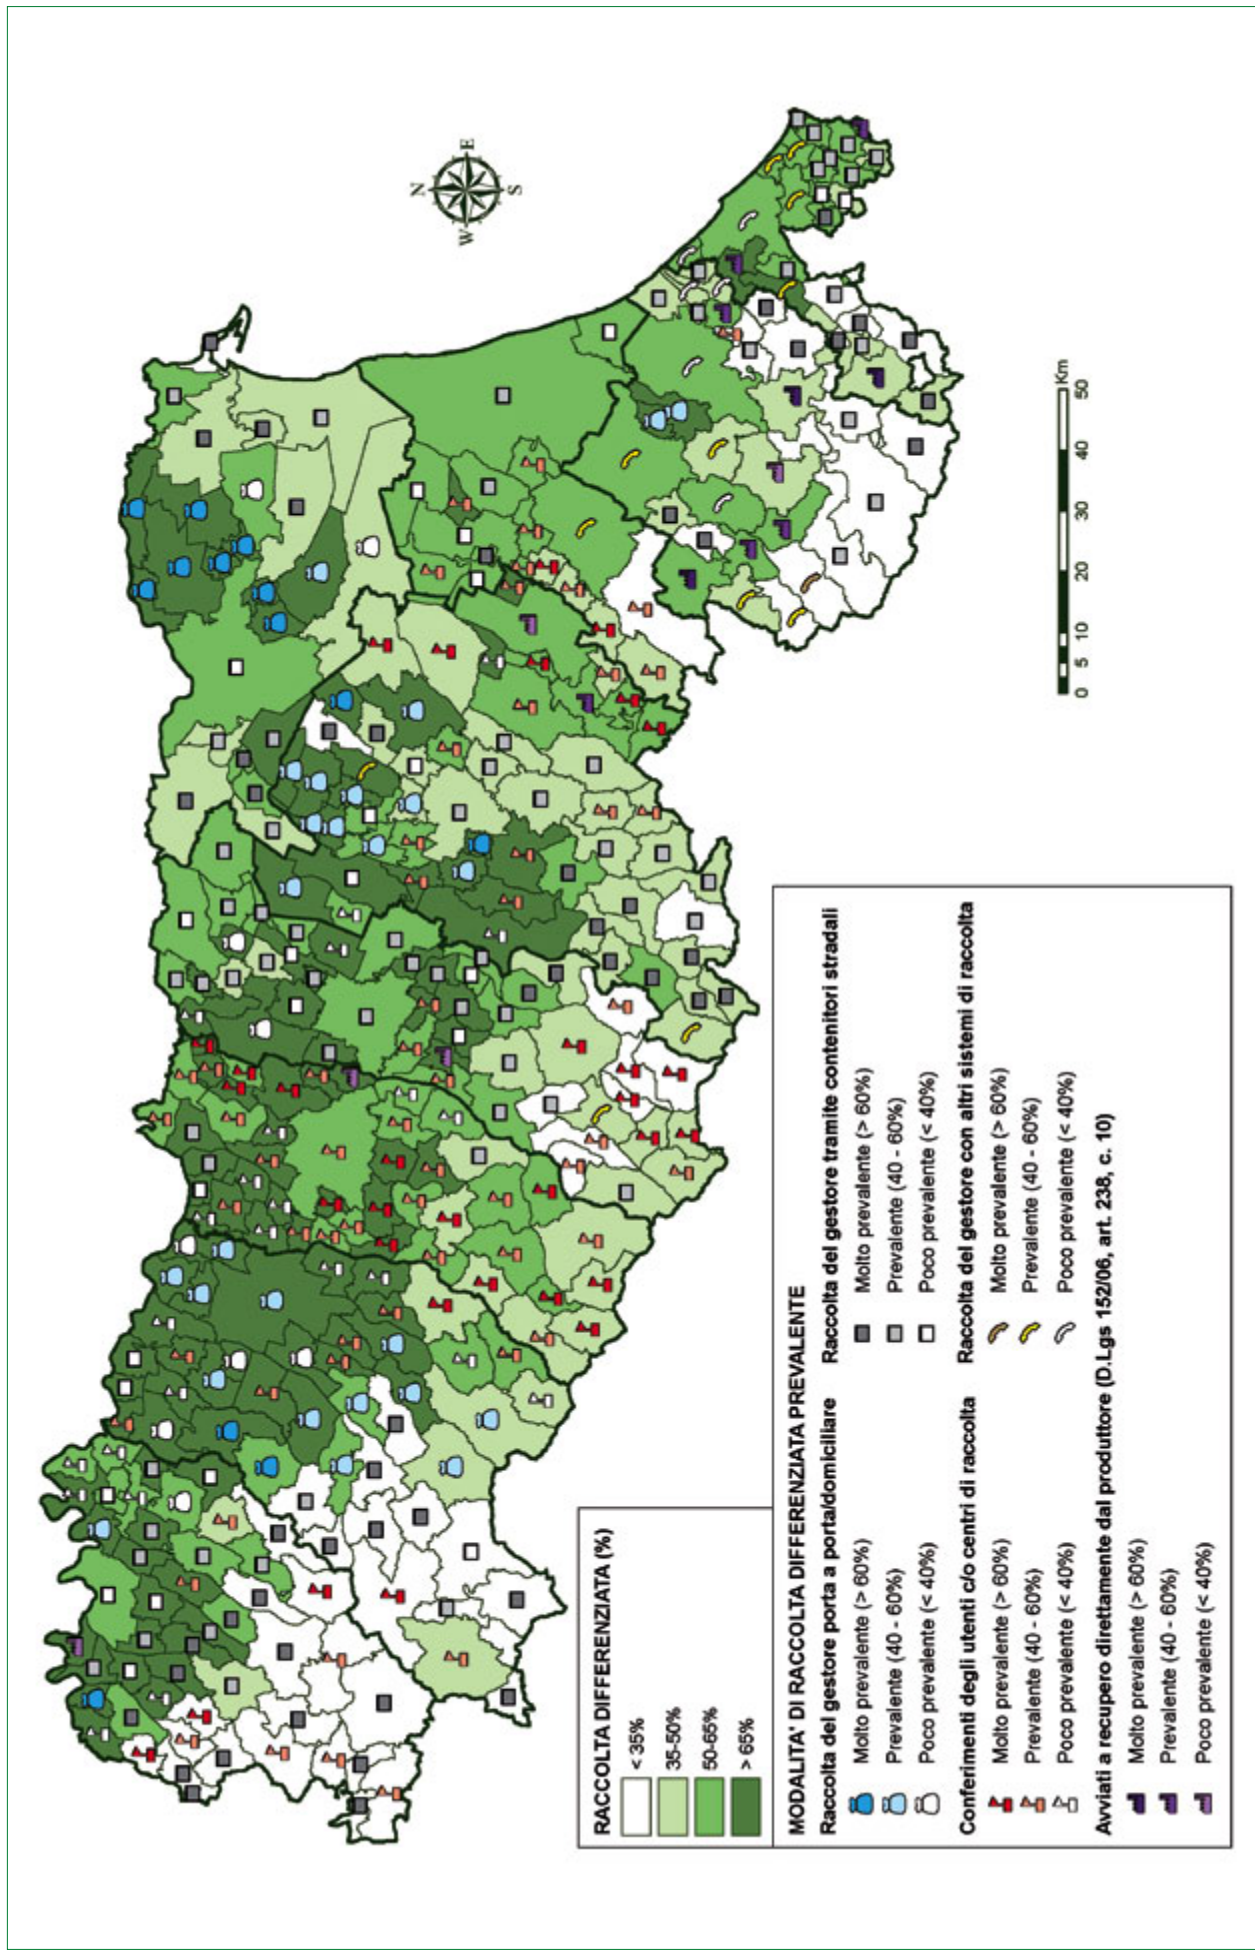 N
W
E
S
0
5
10
20
30
40
50
Km
RACCOLTA DIFFERENZIATA (%)
< 35%
35-50%
50-65%
> 65%
MODALITA' DI RACCOLTA DIFFERENZIATA PREVALENTE
Raccolta del gestore porta a porta/domiciliare
Molto prevalente (> 60%)
Prevalente (40 - 60%)
Poco prevalente (< 40%)
Conferimenti degli utenti c/o centri di raccolta
Molto prevalente (> 60%)
Prevalente (40 - 60%)
Poco prevalente (< 40%)
Avviati a recupero direttamente dal produttore (D.Lgs 152/06, art. 238, c. 10)
Molto prevalente (> 60%)
Prevalente (40 - 60%)
Poco prevalente (< 40%)
Raccolta del gestore tramite contenitori stradali
Molto prevalente (> 60%)
Prevalente (40 - 60%)
Poco prevalente (< 40%)
Raccolta del gestore con altri sistemi di raccolta
Molto prevalente (> 60%)
Prevalente (40 - 60%)
Poco prevalente (< 40%)